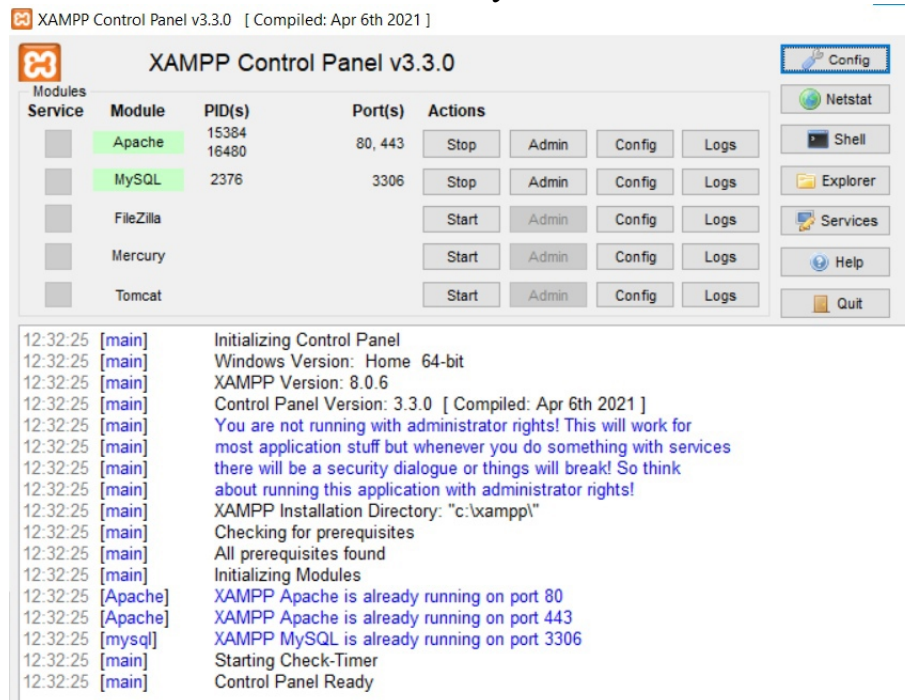 XAMPP Control Panel v3.3.0 [ Compiled: Apr 6th 2021 ]
XAMPP Control Panel v3.3.0
Config
Modules
Service Module PID(s) Port(s) Actions
Netstat
Apache 15384 16480 80, 443 Stop Admin Config Logs
Shell
MySQL 2376 3306 Stop Admin Config Logs
Explorer
FileZilla Start Admin Config Logs
Services
Mercury Start Admin Config Logs
Help
Tomcat Start Admin Config Logs
Quit
12:32:25 [main] Initializing Control Panel
12:32:25 [main] Windows Version: Home 64-bit
12:32:25 [main] XAMPP Version: 8.0.6
12:32:25 [main] Control Panel Version: 3.3.0 [ Compiled: Apr 6th 2021 ]
12:32:25 [main] You are not running with administrator rights! This will work for
12:32:25 [main] most application stuff but whenever you do something with services
12:32:25 [main] there will be a security dialogue or things will break! So think
12:32:25 [main] about running this application with administrator rights!
12:32:25 [main] XAMPP Installation Directory: "c:\xampp\"
12:32:25 [main] Checking for prerequisites
12:32:25 [main] All prerequisites found
12:32:25 [main] Initializing Modules
12:32:25 [Apache] XAMPP Apache is already running on port 80
12:32:25 [Apache] XAMPP Apache is already running on port 443
12:32:25 [mysql] XAMPP MySQL is already running on port 3306
12:32:25 [main] Starting Check-Timer
12:32:25 [main] Control Panel Ready